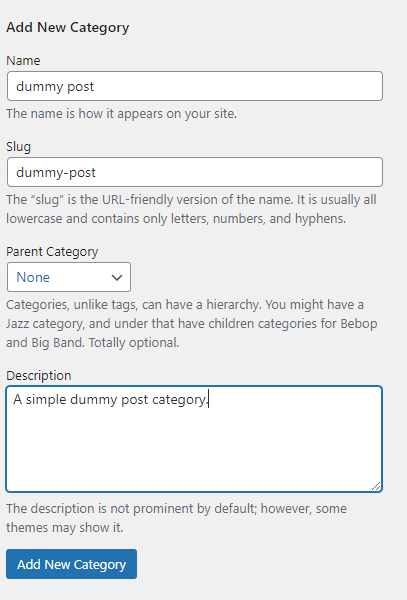 Add New Category
Name
dummy post
The name is how it appears on your site.
Slug
dummy-post
The “slug” is the URL-friendly version of the name. It is usually all
lowercase and contains only letters, numbers, and hyphens.
Parent Category
None
Categories, unlike tags, can have a hierarchy. You might have a
Jazz category, and under that have children categories for Bebop
and Big Band. Totally optional.
Description
A simple dummy post category.
The description is not prominent by default; however, some
themes may show it.
Add New Category